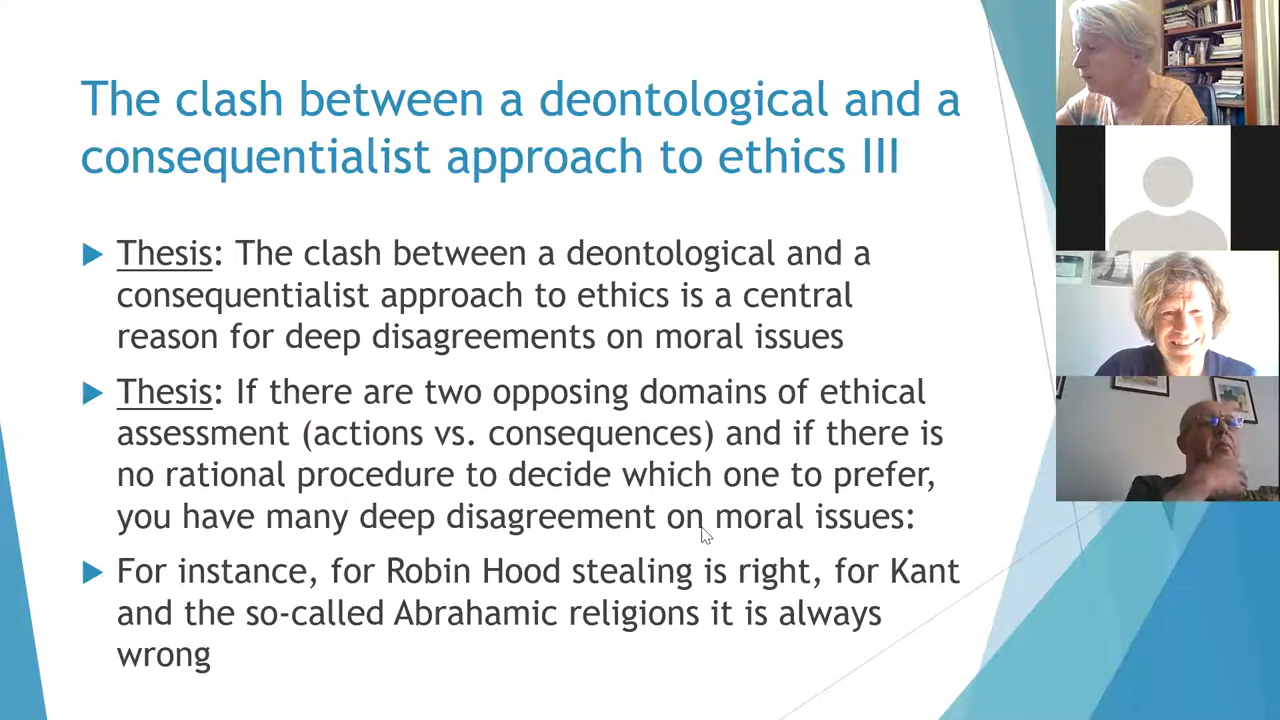 The clash between a deontological and a
consequentialist approach to ethics III
Thesis: The clash between a deontological and a
consequentialist approach to ethics is a central
reason for deep disagreements on moral issues
Thesis: If there are two opposing domains of ethical
assessment (actions vs. consequences) and if there is
no rational procedure to decide which one to prefer,
you have many deep disagreement on moral issues:
For instance, for Robin Hood stealing is right, for Kant
and the so-called Abrahamic religions it is always
wrong